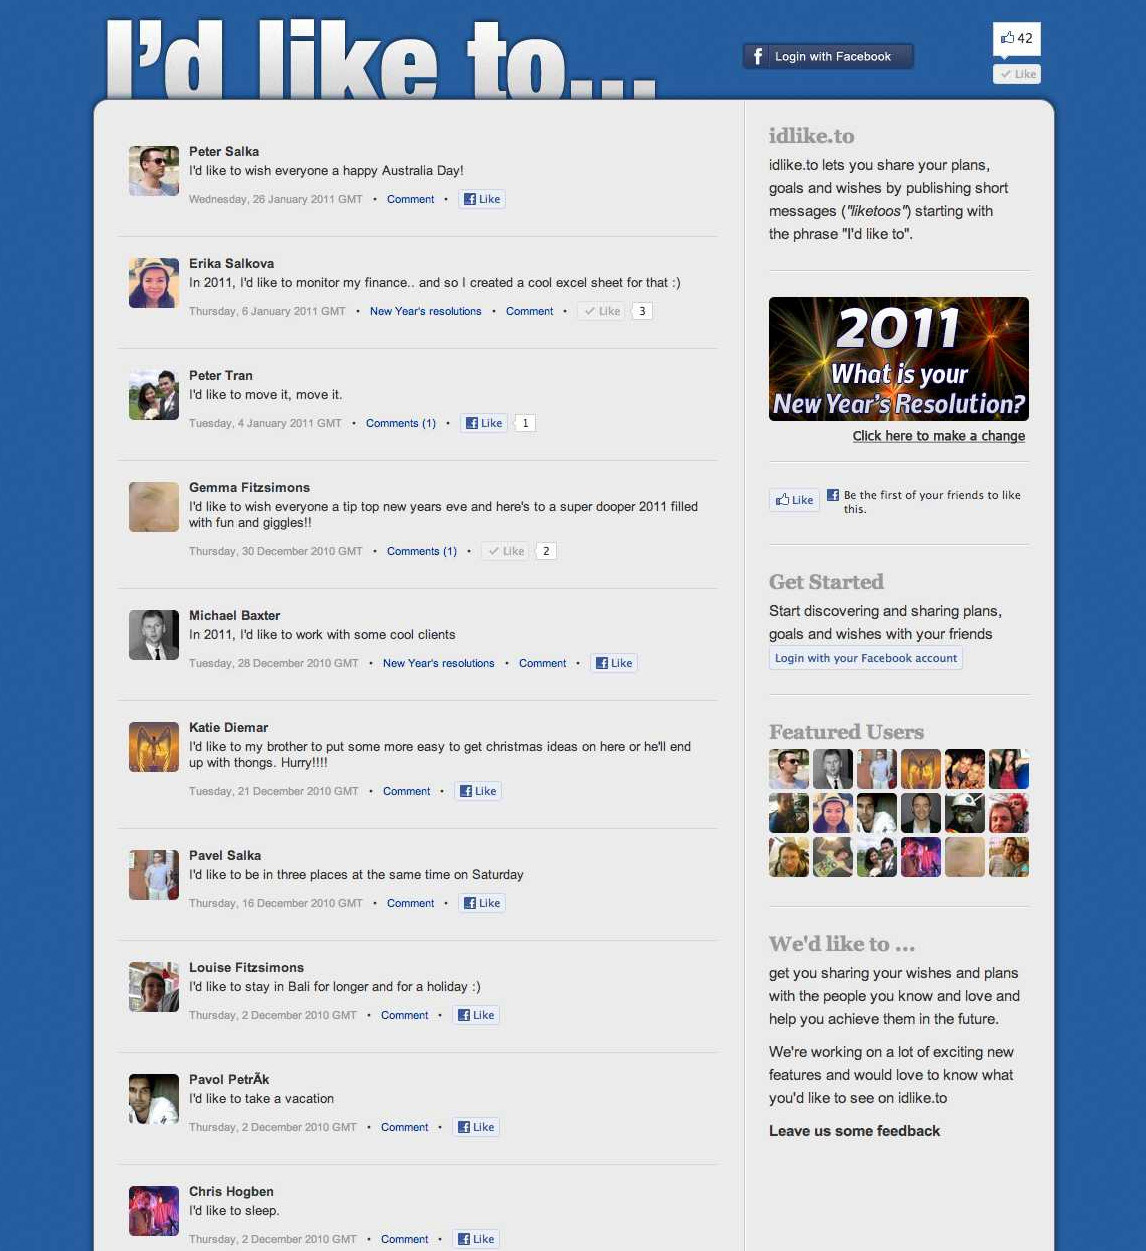 I'd like to...
Login with Facebook
42
Like
Peter Salka
I'd like to wish everyone a happy Australia Day!
Wednesday, 26 January 2011 GMT • Comment • Like
Erika Salkova
In 2011, I'd like to monitor my finance.. and so I created a cool excel sheet for that :)
Thursday, 6 January 2011 GMT • New Year's resolutions • Comment • Like 3
Peter Tran
I'd like to move it, move it.
Tuesday, 4 January 2011 GMT • Comments (1) • Like 1
Gemma Fitzsimons
I'd like to wish everyone a tip top new years eve and here's to a super dooper 2011 filled
with fun and giggles!!
Thursday, 30 December 2010 GMT • Comments (1) • Like 2
Michael Baxter
In 2011, I'd like to work with some cool clients
Tuesday, 28 December 2010 GMT • New Year's resolutions • Comment • Like
Katie Diemar
I'd like to my brother to put some more easy to get christmas ideas on here or he'll end
up with thongs. Hurry!!!!
Tuesday, 21 December 2010 GMT • Comment • Like
Pavel Salka
I'd like to be in three places at the same time on Saturday
Thursday, 16 December 2010 GMT • Comment • Like
Louise Fitzsimons
I'd like to stay in Bali for longer and for a holiday :)
Thursday, 2 December 2010 GMT • Comment • Like
Pavol PetrÃk
I'd like to take a vacation
Thursday, 2 December 2010 GMT • Comment • Like
Chris Hogben
I'd like to sleep.
Thursday, 2 December 2010 GMT • Comment • Like
idlike.to
idlike.to lets you share your plans,
goals and wishes by publishing short
messages ("liketoos") starting with
the phrase "I'd like to".
2011
What is your
New Year's Resolution?
Click here to make a change
Like Be the first of your friends to like
this.
Get Started
Start discovering and sharing plans,
goals and wishes with your friends
Login with your Facebook account
Featured Users
We'd like to ...
get you sharing your wishes and plans
with the people you know and love and
help you achieve them in the future.
We're working on a lot of exciting new
features and would love to know what
you'd like to see on idlike.to
Leave us some feedback